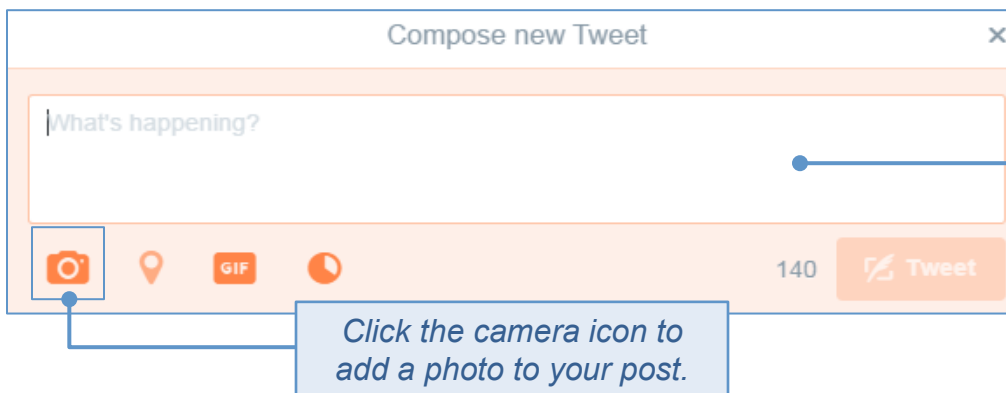 Compose new Tweet
What's happening?
GIF
140 Tweet
Click the camera icon to
add a photo to your post.